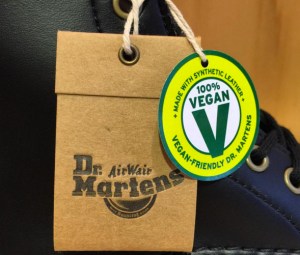 MADE WITH SYNTHETIC LEATHER
100%
VEGAN
V
VEGAN-FRIENDLY DR. MARTENS
Dr. AirWair
Martens